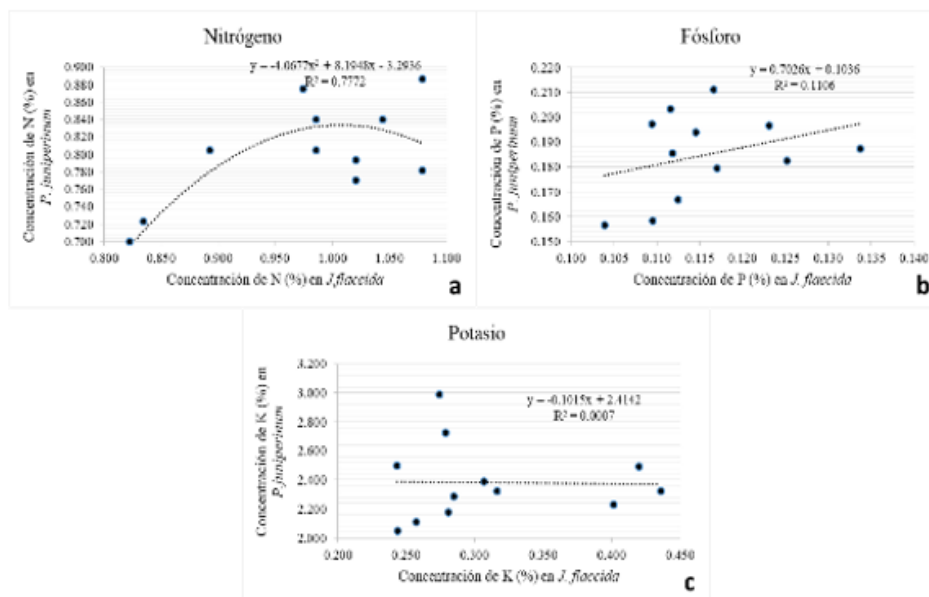 Nitrógeno
y = -4.0677x² + 8.1948x - 3.2936
R² = 0.7772
Concentración de N (%) en
P. juniperinum
0.900
0.880
0.860
0.840
0.820
0.800
0.780
0.760
0.740
0.720
0.700
0.800 0.850 0.900 0.950 1.000 1.050 1.100
Concentración de N (%) en J.flaccida
a
Fósforo
y = 0.7026x + 0.1036
R² = 0.1106
Concentración de P (%) en
P. juniperinum
0.220
0.210
0.200
0.190
0.180
0.170
0.160
0.150
0.100 0.105 0.110 0.115 0.120 0.125 0.130 0.135 0.140
Concentración de P (%) en J. flaccida
b
Potasio
y = -0.1015x + 2.4142
R² = 0.0007
Concentración de K (%) en
P.juniperinum
3.200
3.000
2.800
2.600
2.400
2.200
2.000
0.200 0.250 0.300 0.350 0.400 0.450
Concentración de K (%) en J. flaccida
c